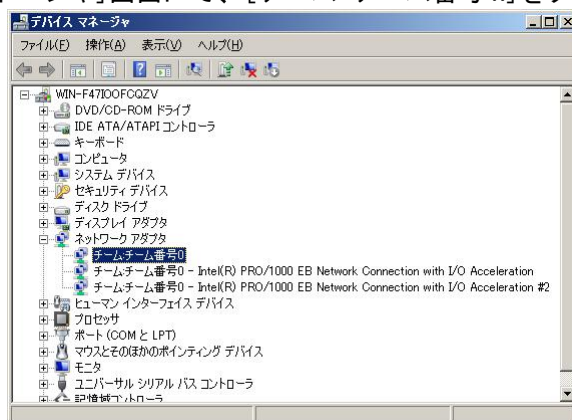 デバイス マネージャ
ファイル(F) 操作(A) 表示(V) ヘルプ(H)
WIN-F47IOOFCQZV
DVD/CD-ROM ドライブ
IDE ATA/ATAPI コントローラ
キーボード
コンピュータ
システム デバイス
セキュリティ デバイス
ディスク ドライブ
ディスプレイ アダプタ
ネットワーク アダプタ
チーム:チーム番号0
チーム:チーム番号0 - Intel(R) PRO/1000 EB Network Connection with I/O Acceleration
チーム:チーム番号0 - Intel(R) PRO/1000 EB Network Connection with I/O Acceleration #2
ヒューマン インターフェイス デバイス
プロセッサ
ポート (COM と LPT)
マウスとそのほかのポインティング デバイス
モニタ
ユニバーサル シリアル バス コントローラ
記憶域コントローラ